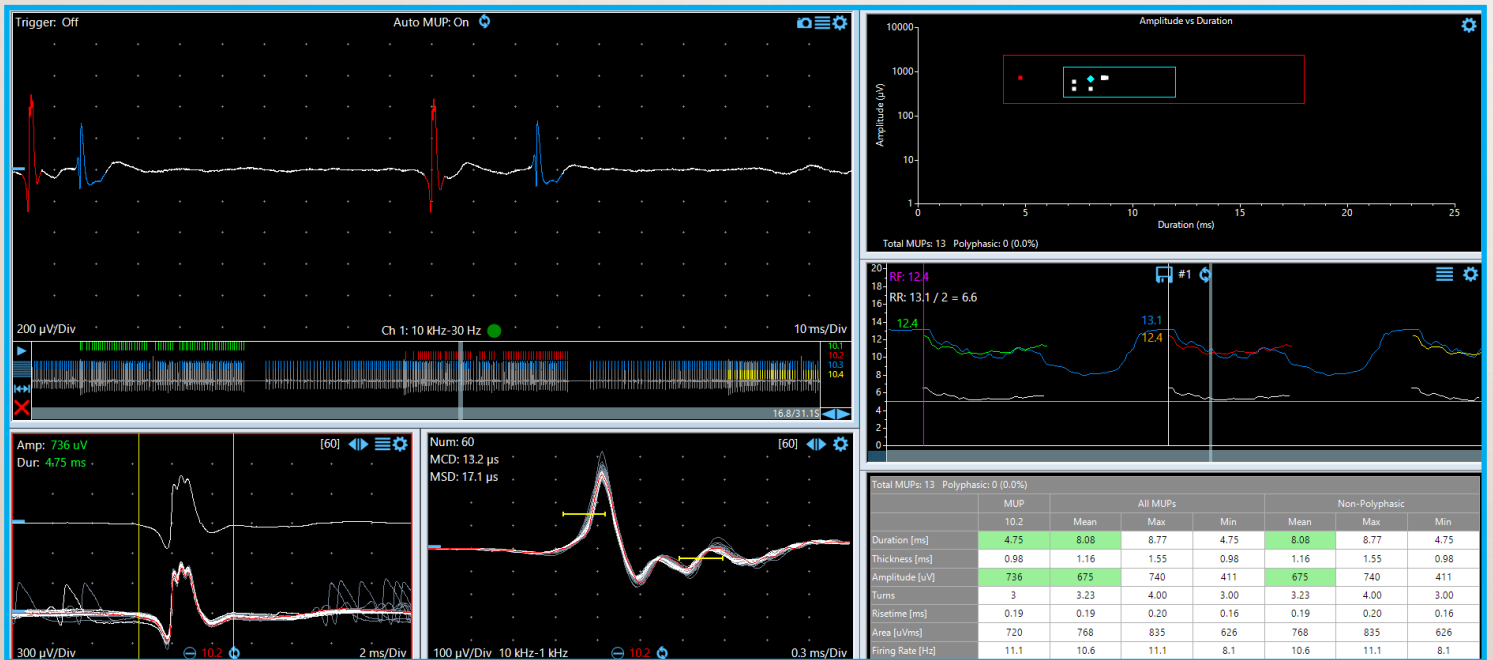 Trigger: Off
Auto MUP: On
200 µV/Div
Ch 1: 10 kHz-30 Hz
10 ms/Div
10.1
10.2
10.3
10.4
16.8/31.1S
Amp: 736 uV
Dur: 4.75 ms
[60]
300 µV/Div
10.2
2 ms/Div
Num: 60
MCD: 13.2 µs
MSD: 17.1 µs
[60]
100 µV/Div 10 kHz-1 kHz
10.2
0.3 ms/Div
Amplitude vs Duration
10000
1000
100
10
1
Amplitude (µV)
0 5 10 15 20 25
Duration (ms)
Total MUPs: 13 Polyphasic: 0 (0.0%)
20
18
16
14
12
10
8
6
4
2
0
RF: 12.4
#1
RR: 13.1 / 2 = 6.6
12.4
13.1
12.4
Total MUPs: 13 Polyphasic: 0 (0.0%)
MUP All MUPs Non-Polyphasic
10.2 Mean Max Min Mean Max Min
Duration [ms] 4.75 8.08 8.77 4.75 8.08 8.77 4.75
Thickness [ms] 0.98 1.16 1.55 0.98 1.16 1.55 0.98
Amplitude [uV] 736 675 740 411 675 740 411
Turns 3 3.23 4.00 3.00 3.23 4.00 3.00
Risetime [ms] 0.19 0.19 0.20 0.16 0.19 0.20 0.16
Area [uVms] 720 768 835 626 768 835 626
Firing Rate [Hz] 11.1 10.6 11.1 8.1 10.6 11.1 8.1